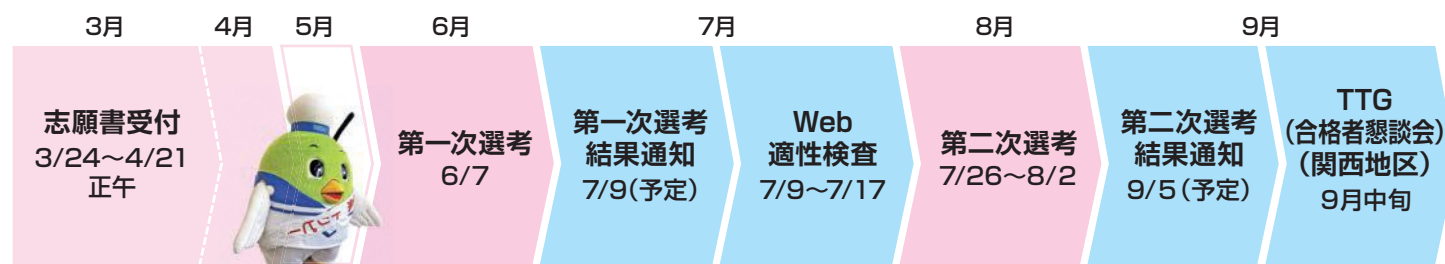 3月
4月
5月
6月
7月
8月
9月
志願書受付
3/24〜4/21
正午
第一次選考
6/7
第一次選考
結果通知
7/9(予定)
Web
適性検査
7/9〜7/17
第二次選考
7/26〜8/2
第二次選考
結果通知
9/5(予定)
TTG
(合格者懇談会)
(関西地区)
9月中旬